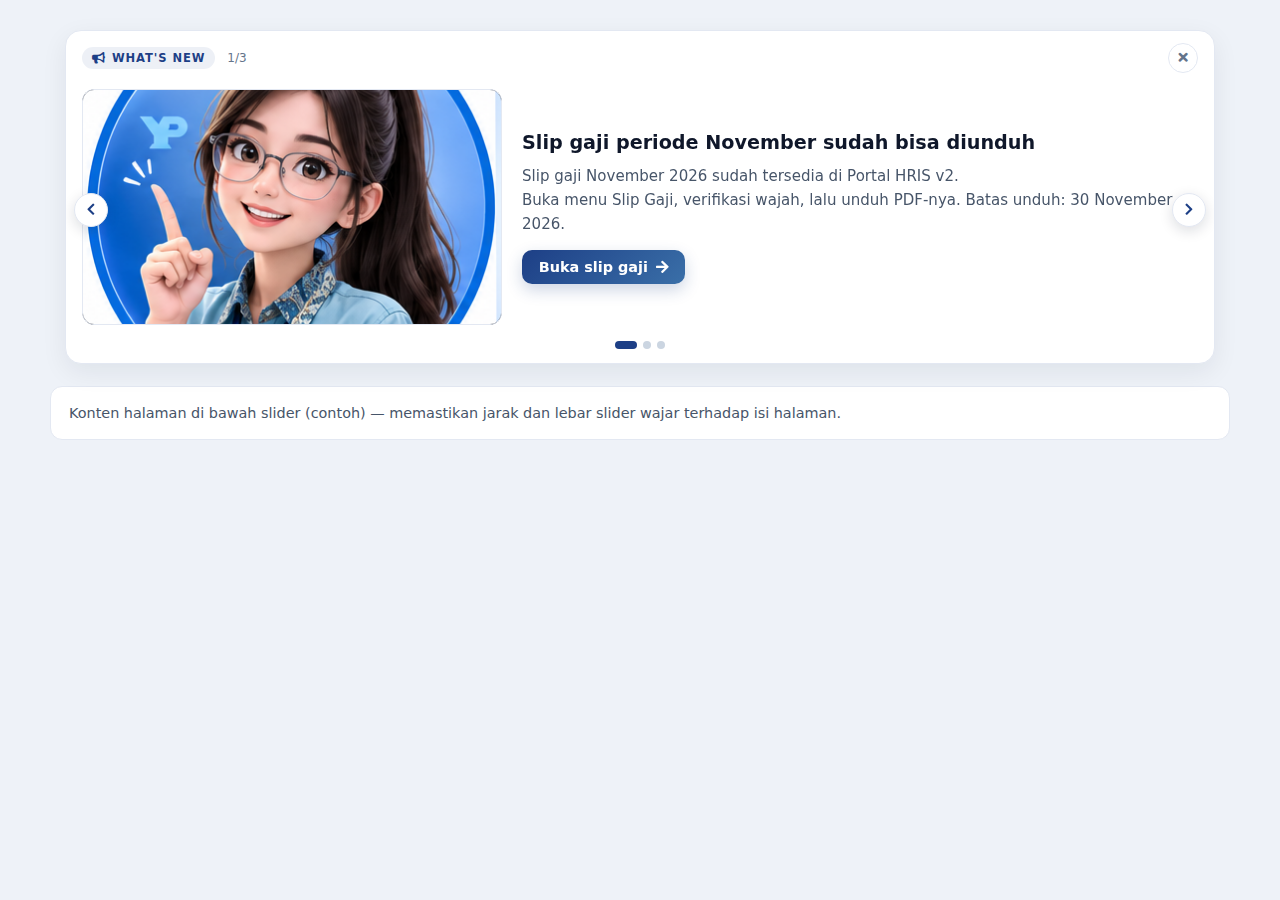 WHAT'S NEW 1/3
YP
Slip gaji periode November sudah bisa diunduh
Slip gaji November 2026 sudah tersedia di Portal HRIS v2.
Buka menu Slip Gaji, verifikasi wajah, lalu unduh PDF-nya. Batas unduh: 30 November
2026.
Buka slip gaji
Konten halaman di bawah slider (contoh) — memastikan jarak dan lebar slider wajar terhadap isi halaman.